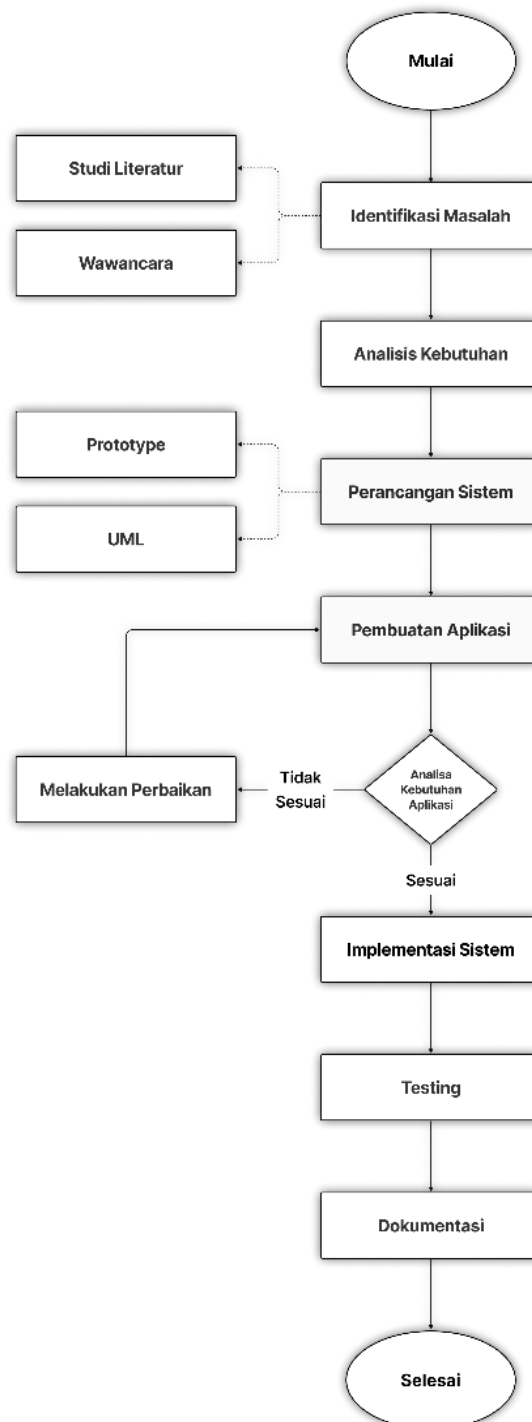 Mulai
Studi Literatur
Identifikasi Masalah
Wawancara
Analisis Kebutuhan
Prototype
Perancangan Sistem
UML
Pembuatan Aplikasi
Melakukan Perbaikan
Tidak
Sesuai
Analisa
Kebutuhan
Aplikasi
Sesuai
Implementasi Sistem
Testing
Dokumentasi
Selesai